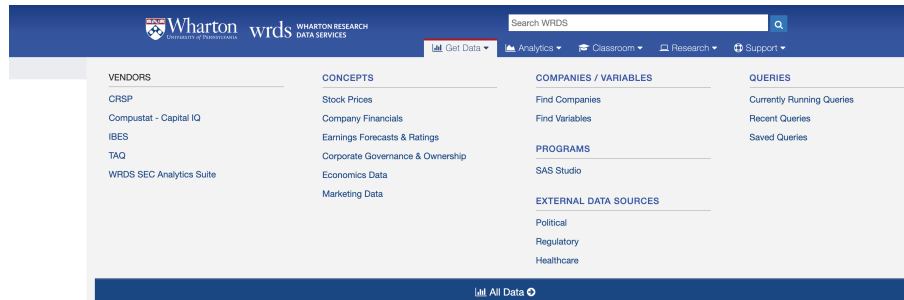 Wharton
UNIVERSITY of PENNSYLVANIA
wrds
WHARTON RESEARCH
DATA SERVICES
Search WRDS
Get Data
Analytics
Classroom
Research
Support
VENDORS
CRSP
Compustat - Capital IQ
IBES
TAQ
WRDS SEC Analytics Suite
CONCEPTS
Stock Prices
Company Financials
Earnings Forecasts & Ratings
Corporate Governance & Ownership
Economics Data
Marketing Data
COMPANIES / VARIABLES
Find Companies
Find Variables
PROGRAMS
SAS Studio
EXTERNAL DATA SOURCES
Political
Regulatory
Healthcare
QUERIES
Currently Running Queries
Recent Queries
Saved Queries
All Data